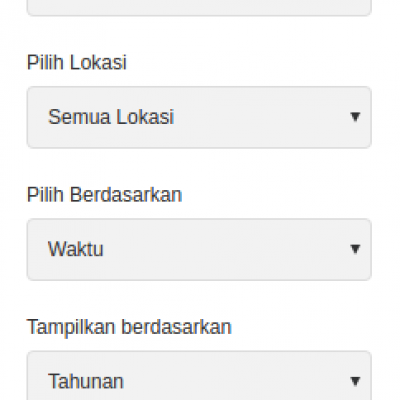 Pilih Lokasi
Semua Lokasi
Pilih Berdasarkan
Waktu
Tampilkan berdasarkan
Tahunan